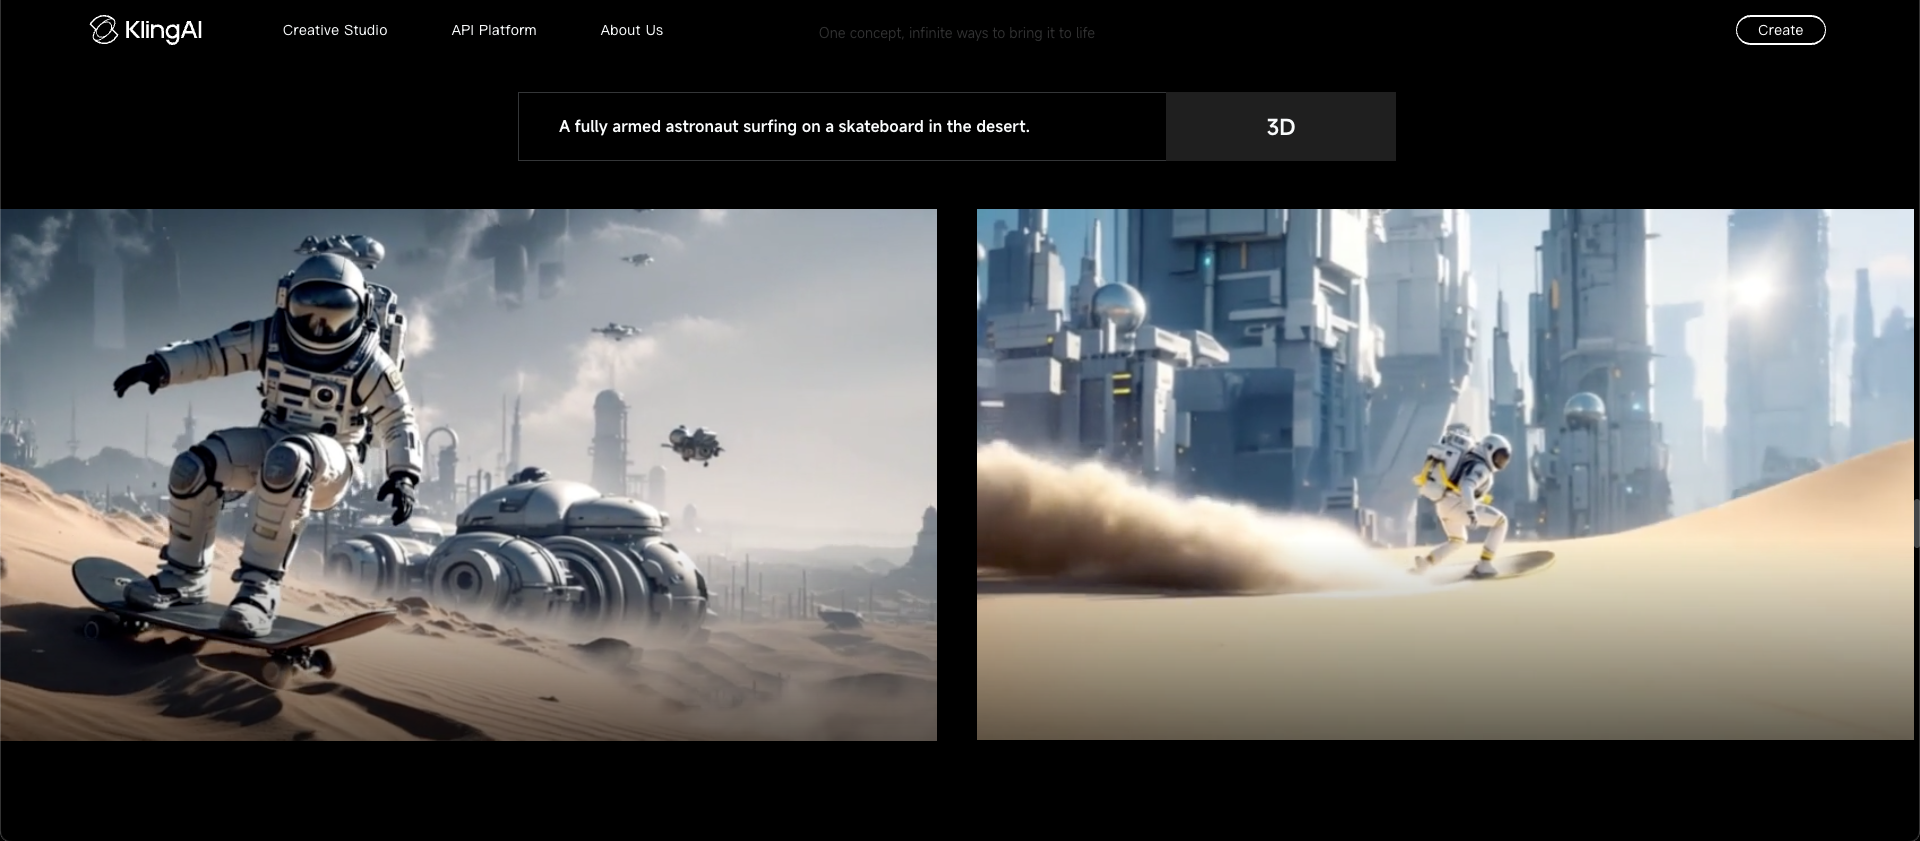 KlingAI
Creative Studio
API Platform
About Us
One concept, infinite ways to bring it to life
Create
A fully armed astronaut surfing on a skateboard in the desert.
3D